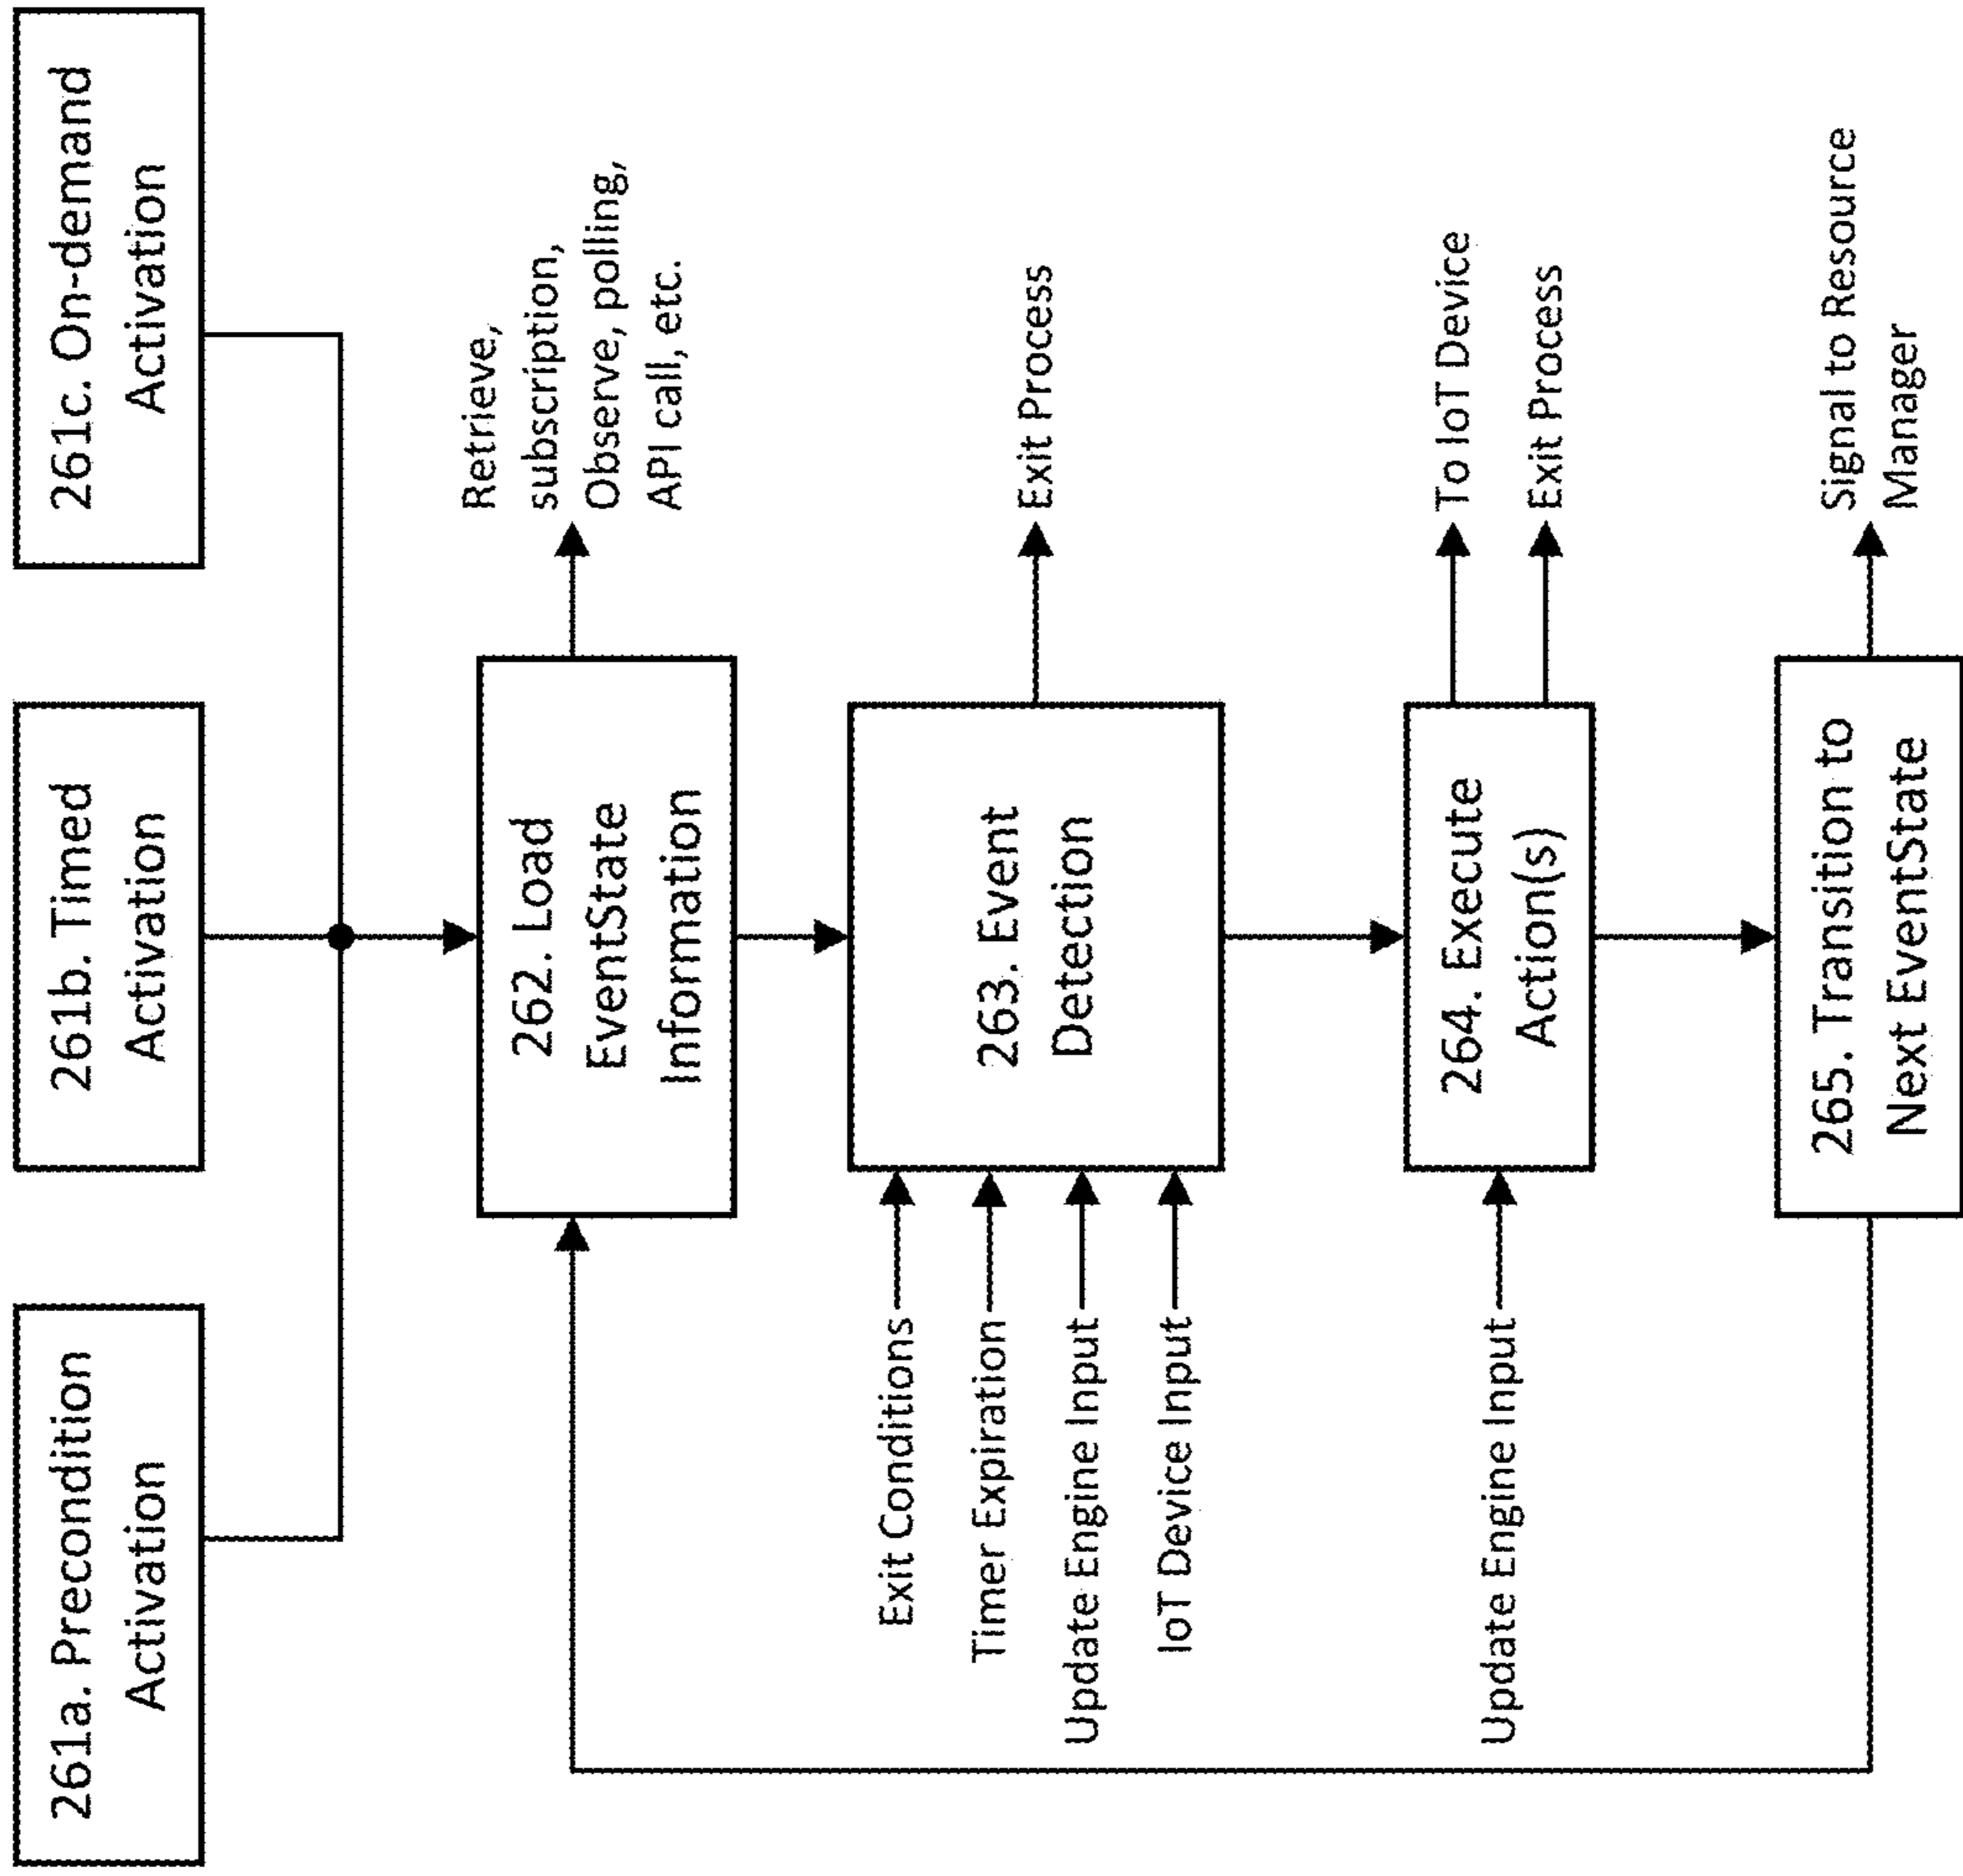 261a. Precondition
Activation
261b. Timed
Activation
261c. On-demand
Activation
262. Load
EventState
Information
Retrieve,
subscription,
Observe, polling,
API call, etc.
Exit Conditions
Timer Expiration
Update Engine Input
IoT Device Input
263. Event
Detection
Exit Process
Update Engine Input
264. Execute
Action(s)
To IoT Device
Exit Process
265. Transition to
Next EventState
Signal to Resource
Manager